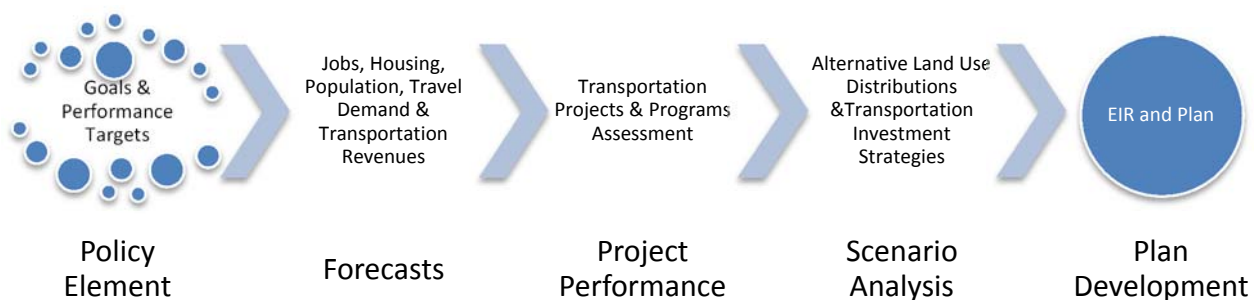 Goals &
Performance
Targets
Jobs, Housing,
Population, Travel
Demand &
Transportation
Revenues
Transportation
Projects & Programs
Assessment
Alternative Land Use
Distributions
&Transportation
Investment
Strategies
EIR and Plan
Policy
Element
Forecasts
Project
Performance
Scenario
Analysis
Plan
Development